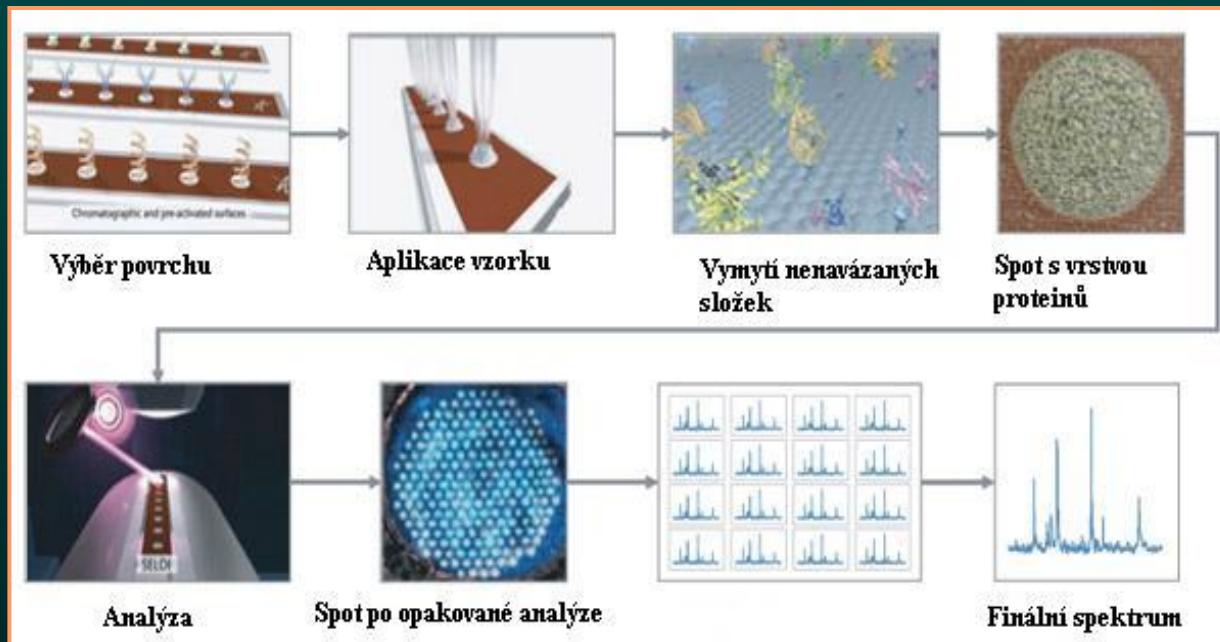 Chromatographic and pre-activated surfaces
Výběr povrchu
Aplikace vzorku
Vymytí nenavázaných
složek
Spot s vrstvou
proteinů
SELDI
Analýza
Spot po opakované analýze
Finální spektrum